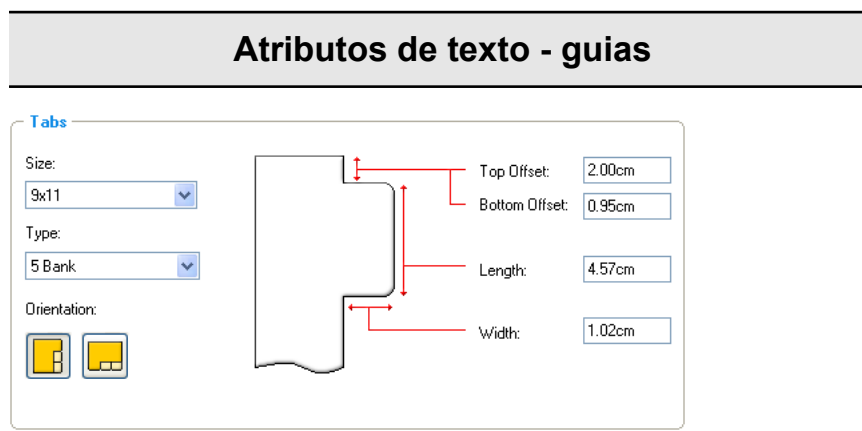 Atributos de texto - guias
Tabs
Size:
9x11
Type:
5 Bank
Orientation:
Top Offset: 2.00cm
Bottom Offset: 0.95cm
Length: 4.57cm
Width: 1.02cm